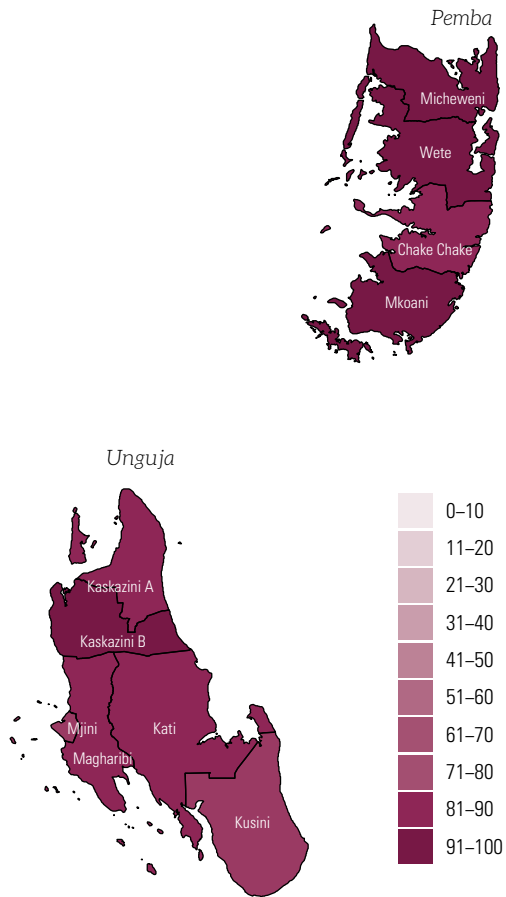 Pemba
Micheweni
Wete
Chake Chake
Mkoani
Unguja
Kaskazini A
Kaskazini B
Mjini
Kati
Magharibi
Kusini
0–10
11–20
21–30
31–40
41–50
51–60
61–70
71–80
81–90
91–100